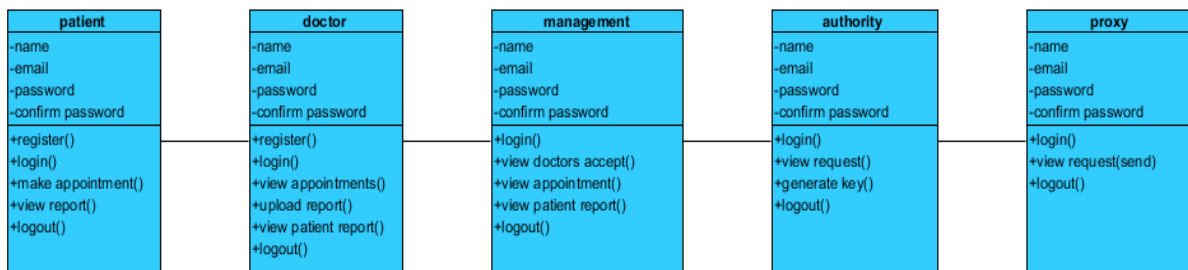 patient
-name
-email
-password
-confirm password
+register()
+login()
+make appointment()
+view report()
+logout()
doctor
-name
-email
-password
-confirm password
+register()
+login()
+view appointments()
+upload report()
+view patient report()
+logout()
management
-name
-email
-password
-confirm password
+login()
+view doctors accept()
+view appointment()
+view patient report()
+logout()
authority
-name
-email
-password
-confirm password
+login()
+view request()
+generate key()
+logout()
proxy
-name
-email
-password
-confirm password
+login()
+view request(send)
+logout()